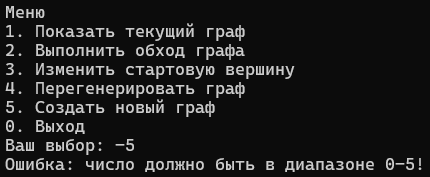 Меню
1. Показать текущий граф
2. Выполнить обход графа
3. Изменить стартовую вершину
4. Перегенерировать граф
5. Создать новый граф
0. Выход
Ваш выбор: -5
Ошибка: число должно быть в диапазоне 0-5!